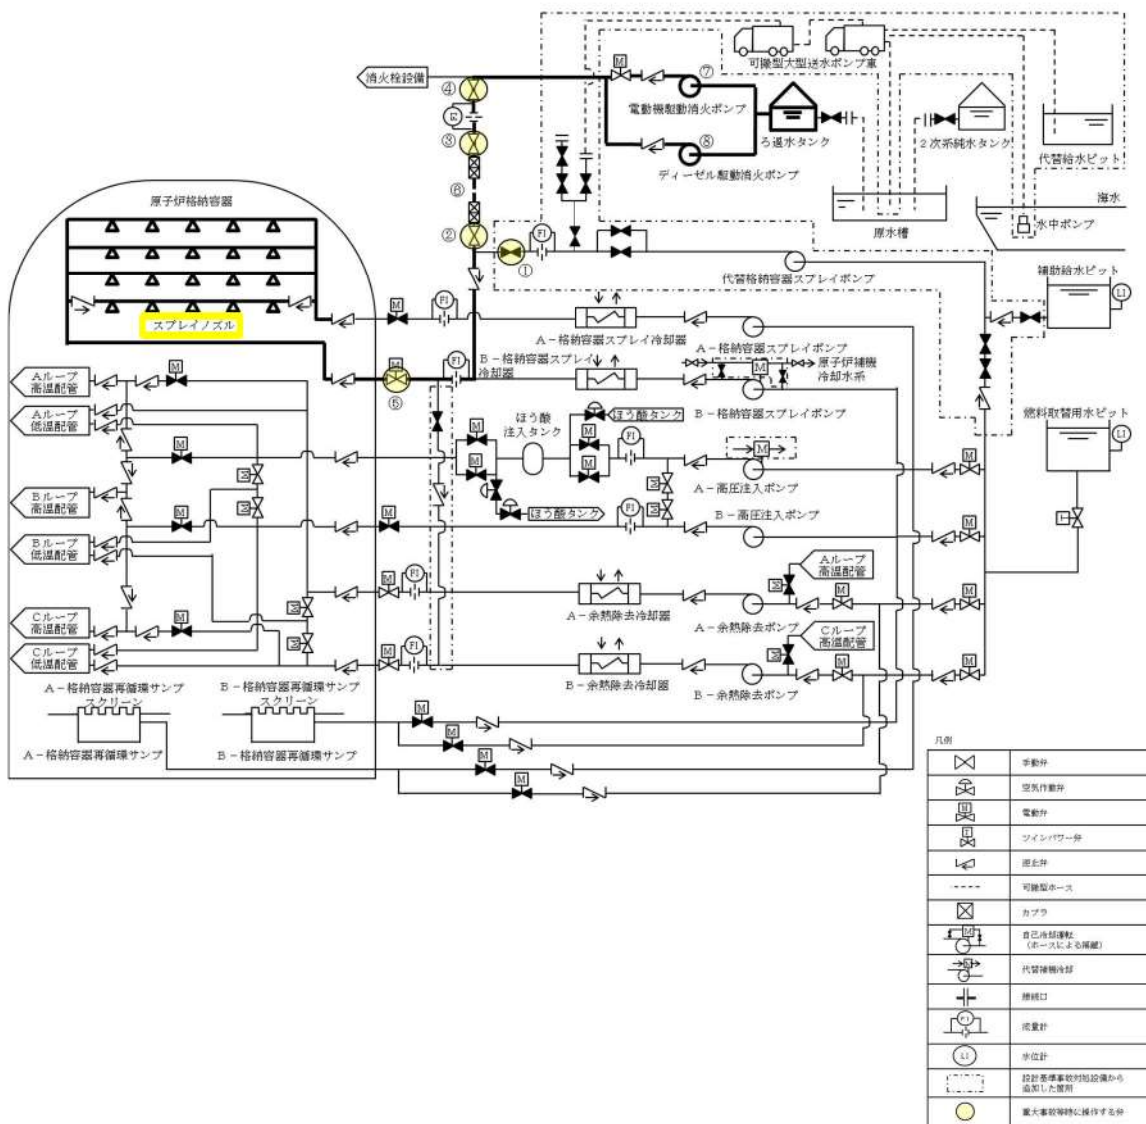 可搬型大型送水ポンプ車
消火栓設備
④
⑦
電動機駆動消火ポンプ
③
⑧
ろ過水タンク
2次系純水タンク
代替給水ピット
⑥
ディーゼル駆動消火ポンプ
海水
原子炉格納容器
原水槽
水中ポンプ
②
FI
①
代替格納容器スプレイポンプ
補助給水ピット
LI
スプレイノズル
M
FI
A-格納容器スプレイ冷却器
A-格納容器スプレイポンプ
B-格納容器スプレイ
冷却器
原子炉補機
冷却水系
M
FI
⑤
B-格納容器スプレイポンプ
燃料取替用水ピット
LI
Aループ
高温配管
Aループ
低温配管
ほう酸
注入タンク
ほう酸タンク
A-高圧注入ポンプ
Bループ
高温配管
ほう酸タンク
B-高圧注入ポンプ
Bループ
低温配管
Aループ
高温配管
A-余熱除去冷却器
A-余熱除去ポンプ
Cループ
高温配管
Cループ
高温配管
Cループ
低温配管
B-余熱除去冷却器
B-余熱除去ポンプ
A-格納容器再循環サンプ
スクリーン
B-格納容器再循環サンプ
スクリーン
A-格納容器再循環サンプ
B-格納容器再循環サンプ
凡例
手動弁
空気作動弁
電動弁
ツインパワー弁
逆止弁
可搬型ホース
カプラ
自己冷却運転
(ホースによる隔離)
代替補機冷却
接続口
流量計
水位計
設計基準事故対処設備から
追加した箇所
重大事故等時に操作する弁